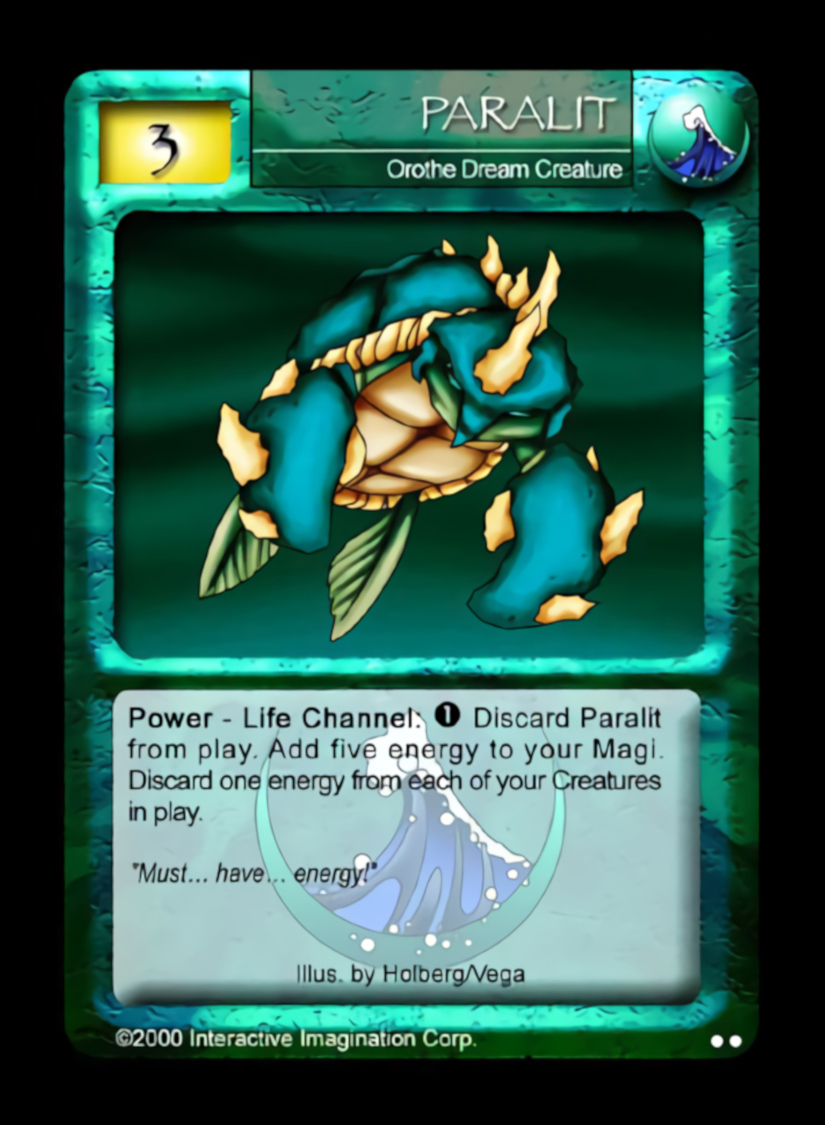 3
PARALIT
Orothe Dream Creature
Power - Life Channel: ❶ Discard Paralit
from play. Add five energy to your Magi.
Discard one energy from each of your Creatures
in play.
"Must... have... energy!"
Illus. by Holberg/Vega
©2000 Interactive Imagination Corp.